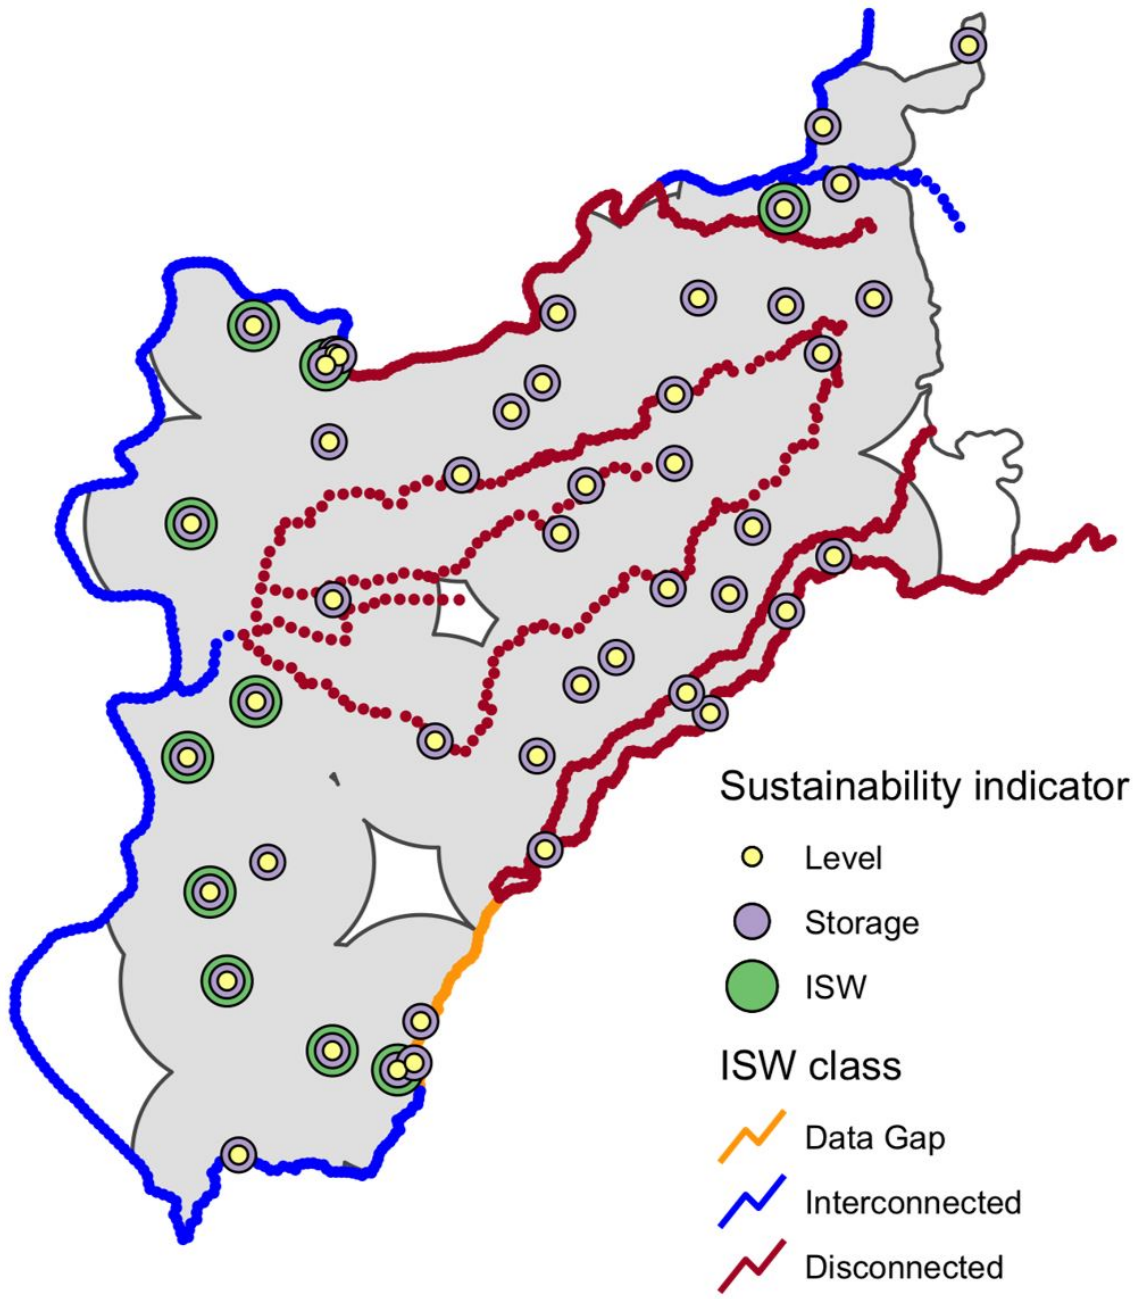 Sustainability indicator
Level
Storage
ISW
ISW class
Data Gap
Interconnected
Disconnected